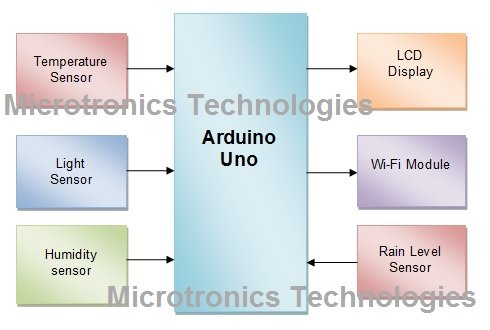 Temperature
Sensor
LCD
Display
Microtronics Technologies
Arduino
Uno
Light
Sensor
Wi-Fi Module
Humidity
sensor
Rain Level
Sensor
Microtronics Technologies